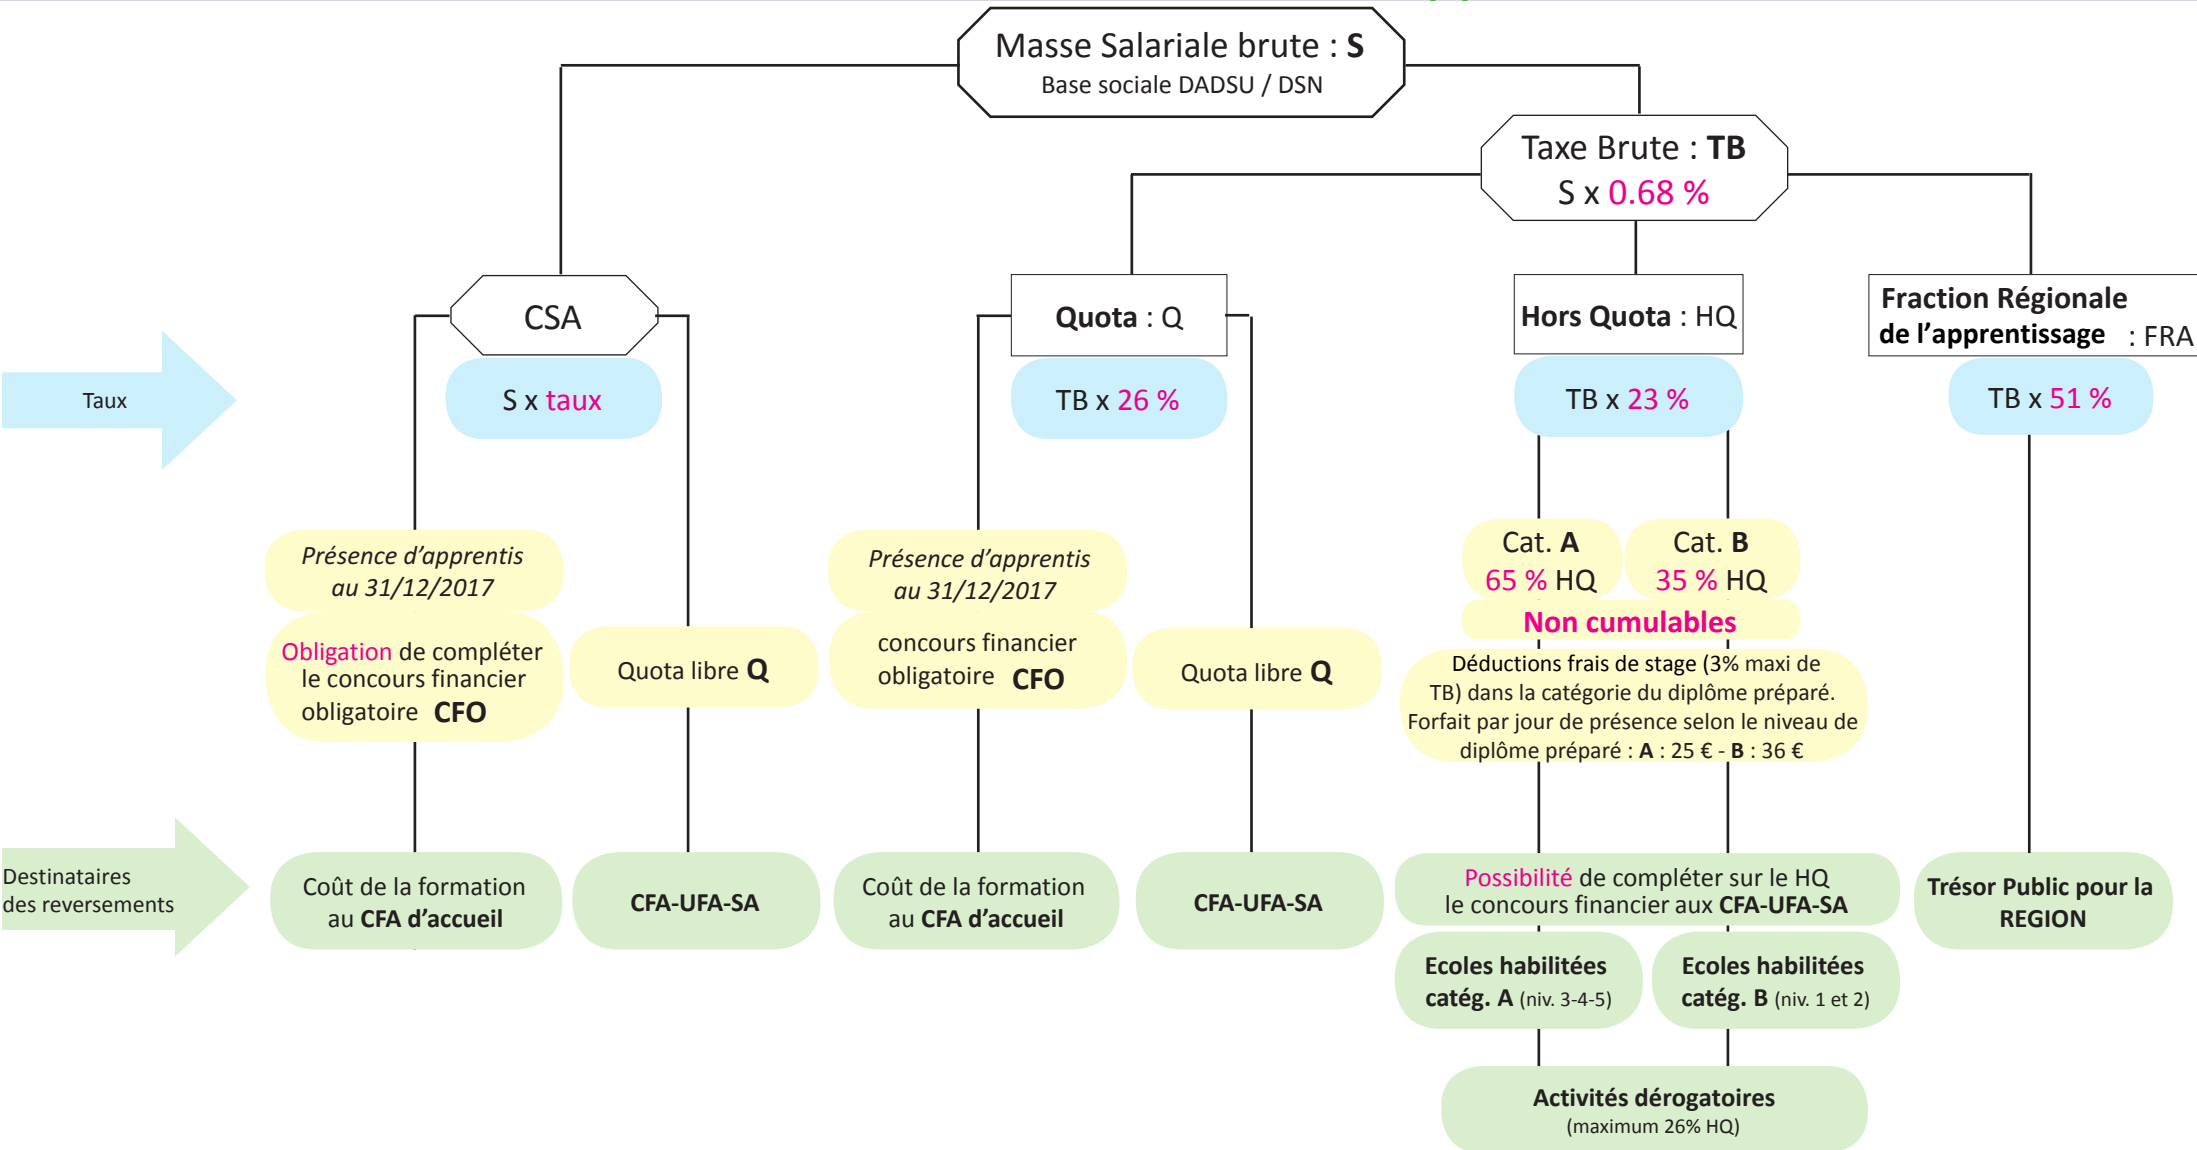 Masse Salariale brute : S
Base sociale DADSU / DSN
Taxe Brute : TB
S x 0.68 %
CSA
Quota : Q
Hors Quota : HQ
Fraction Régionale
de l’apprentissage : FRA
Taux
S x taux
TB x 26 %
TB x 23 %
TB x 51 %
Présence d’apprentis
au 31/12/2017
Obligation de compléter
le concours financier
obligatoire CFO
Quota libre Q
Présence d’apprentis
au 31/12/2017
concours financier
obligatoire CFO
Quota libre Q
Cat. A
65 % HQ
Cat. B
35 % HQ
Non cumulables
Déductions frais de stage (3% maxi de
TB) dans la catégorie du diplôme préparé.
Forfait par jour de présence selon le niveau de
diplôme préparé : A : 25 € - B : 36 €
Destinataires
des reversements
Coût de la formation
au CFA d’accueil
CFA-UFA-SA
Coût de la formation
au CFA d’accueil
CFA-UFA-SA
Possibilité de compléter sur le HQ
le concours financier aux CFA-UFA-SA
Trésor Public pour la
REGION
Ecoles habilitées
catég. A (niv. 3-4-5)
Ecoles habilitées
catég. B (niv. 1 et 2)
Activités dérogatoires
(maximum 26% HQ)